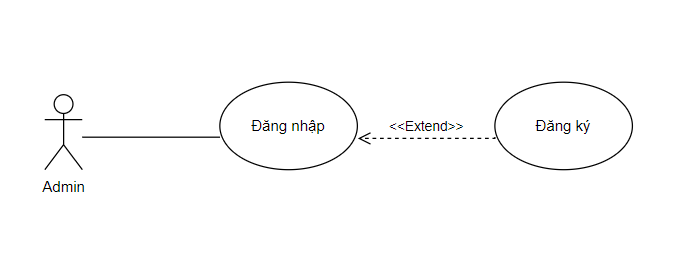 Đăng nhập
<<Extend>>
Đăng ký
Admin